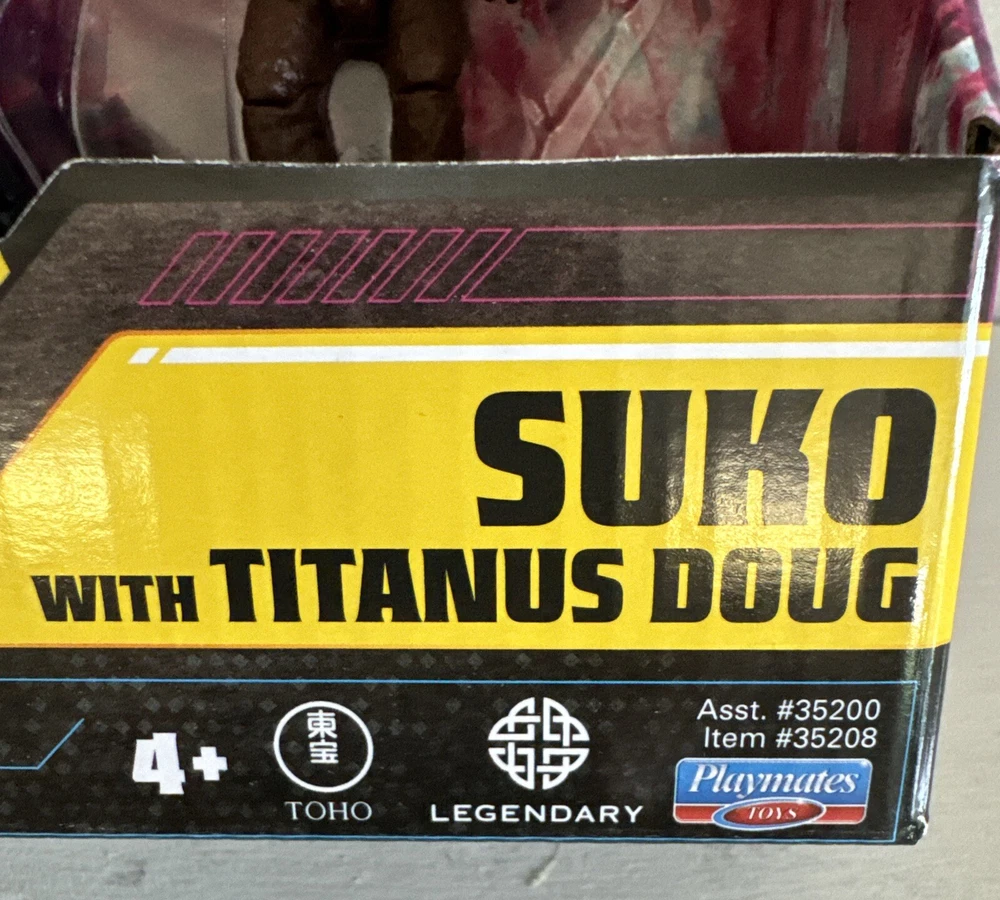 SUKO
WITH TITANUS DOUG
4+
東宝
TOHO
LEGENDARY
Asst. #35200
Item #35208
Playmates
TOYS